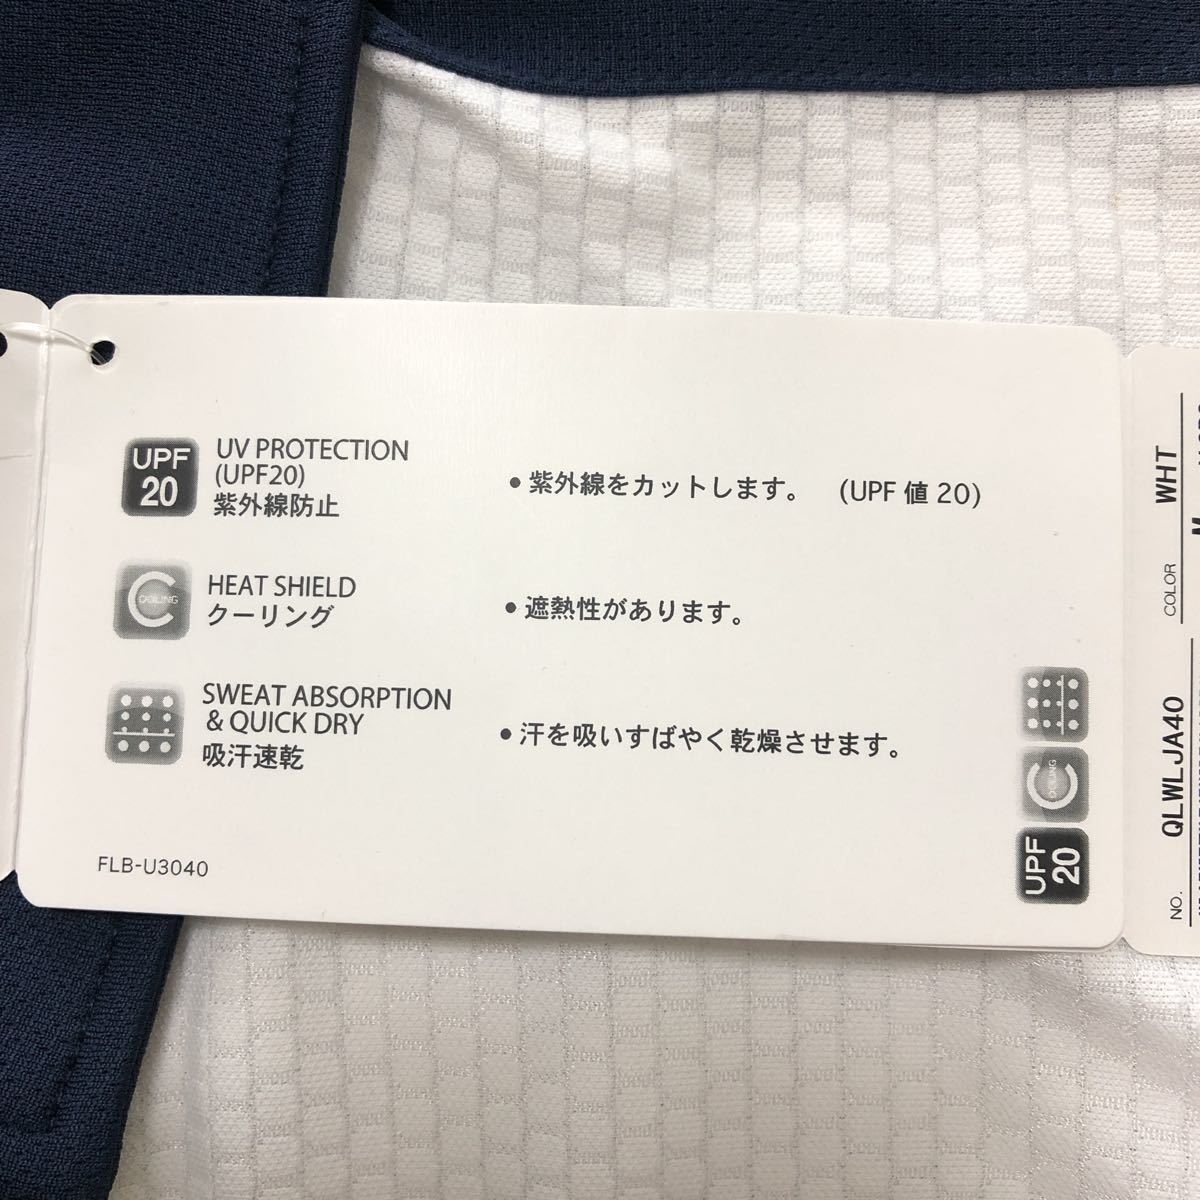 UPF
20
UV PROTECTION
(UPF20)
紫外線防止
•紫外線をカットします。 (UPF 値 20)
COOLING
HEAT SHIELD
クーリング
•遮熱性があります。
SWEAT ABSORPTION
& QUICK DRY
吸汗速乾
•汗を吸いすばやく乾燥させます。
FLB-U3040
COOLING
UPF
20
COLOR WHT
NO. QLWLJA40
M